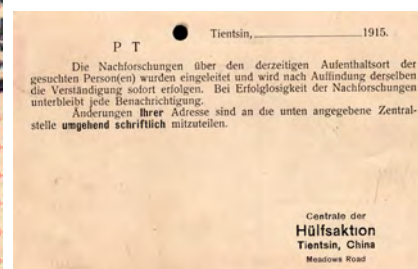 Tientsin, 1915.
P T
Die Nachforschungen über den derzeitigen Aufenthaltsort der
gesuchten Person(en) wurden eingeleitet und wird nach Auffindung derselben
die Verständigung sofort erfolgen. Bei Erfolglosigkeit der Nachforschungen
unterbleibt jede Benachrichtigung.
Änderungen Ihrer Adresse sind an die unten angegebene Zentral-
stelle umgehend schriftlich mitzuteilen.
Centrale der
Hülfsaktion
Tientsin, China
Meadows Road